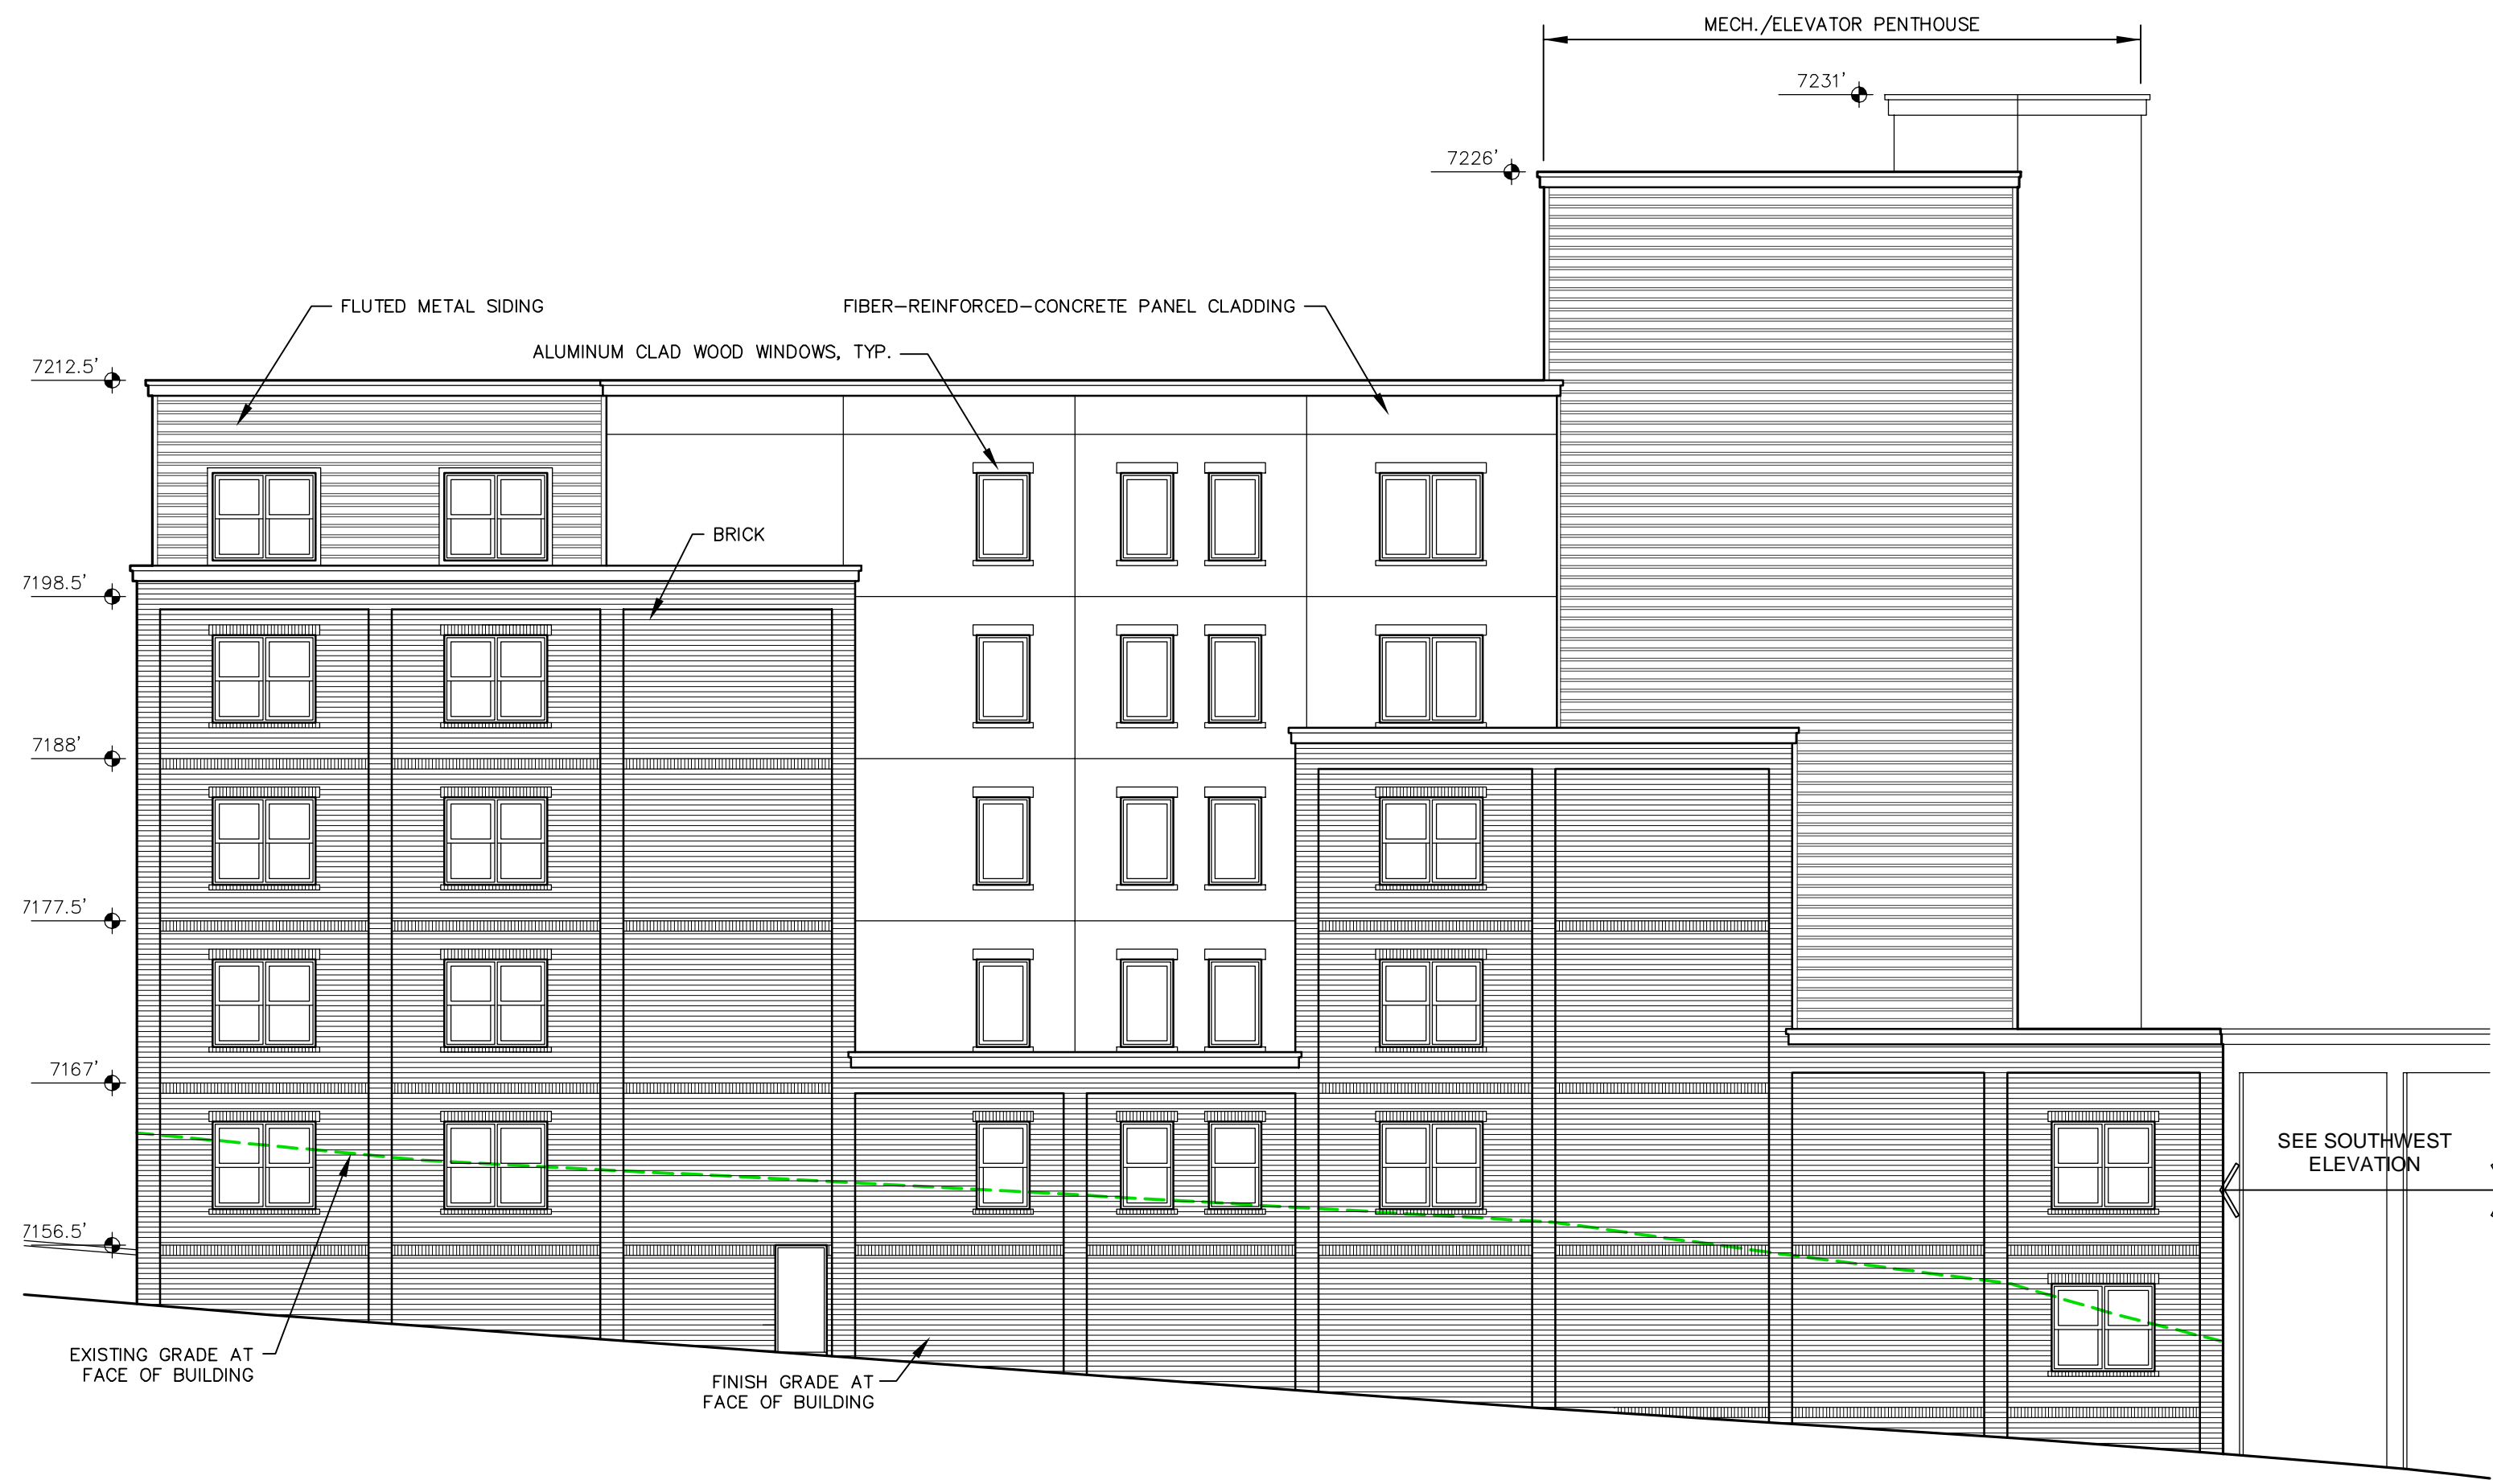 MECH./ELEVATOR PENTHOUSE
7231'
7226'
FLUTED METAL SIDING
FIBER-REINFORCED-CONCRETE PANEL CLADDING
ALUMINUM CLAD WOOD WINDOWS, TYP.
7212.5'
BRICK
7198.5'
7188'
7177.5'
7167'
SEE SOUTHWEST
ELEVATION
7156.5'
EXISTING GRADE AT
FACE OF BUILDING
FINISH GRADE AT
FACE OF BUILDING